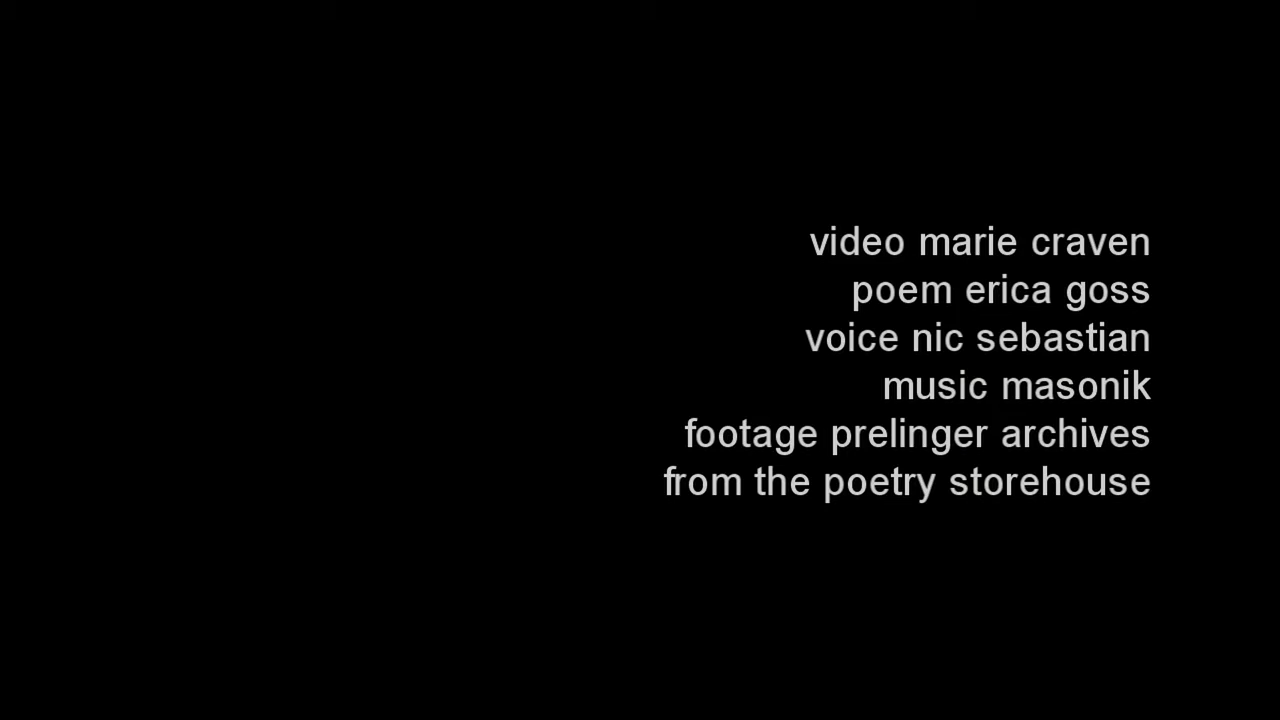 video marie craven
poem erica goss
voice nic sebastian
music masonik
footage prelinger archives
from the poetry storehouse